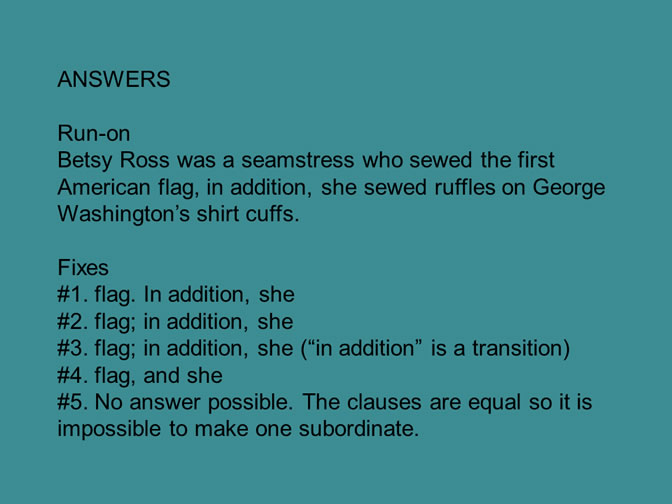 ANSWERS
Run-on
Betsy Ross was a seamstress who sewed the first
American flag, in addition, she sewed ruffles on George
Washington’s shirt cuffs.
Fixes
#1. flag. In addition, she
#2. flag; in addition, she
#3. flag; in addition, she (“in addition” is a transition)
#4. flag, and she
#5. No answer possible. The clauses are equal so it is
impossible to make one subordinate.